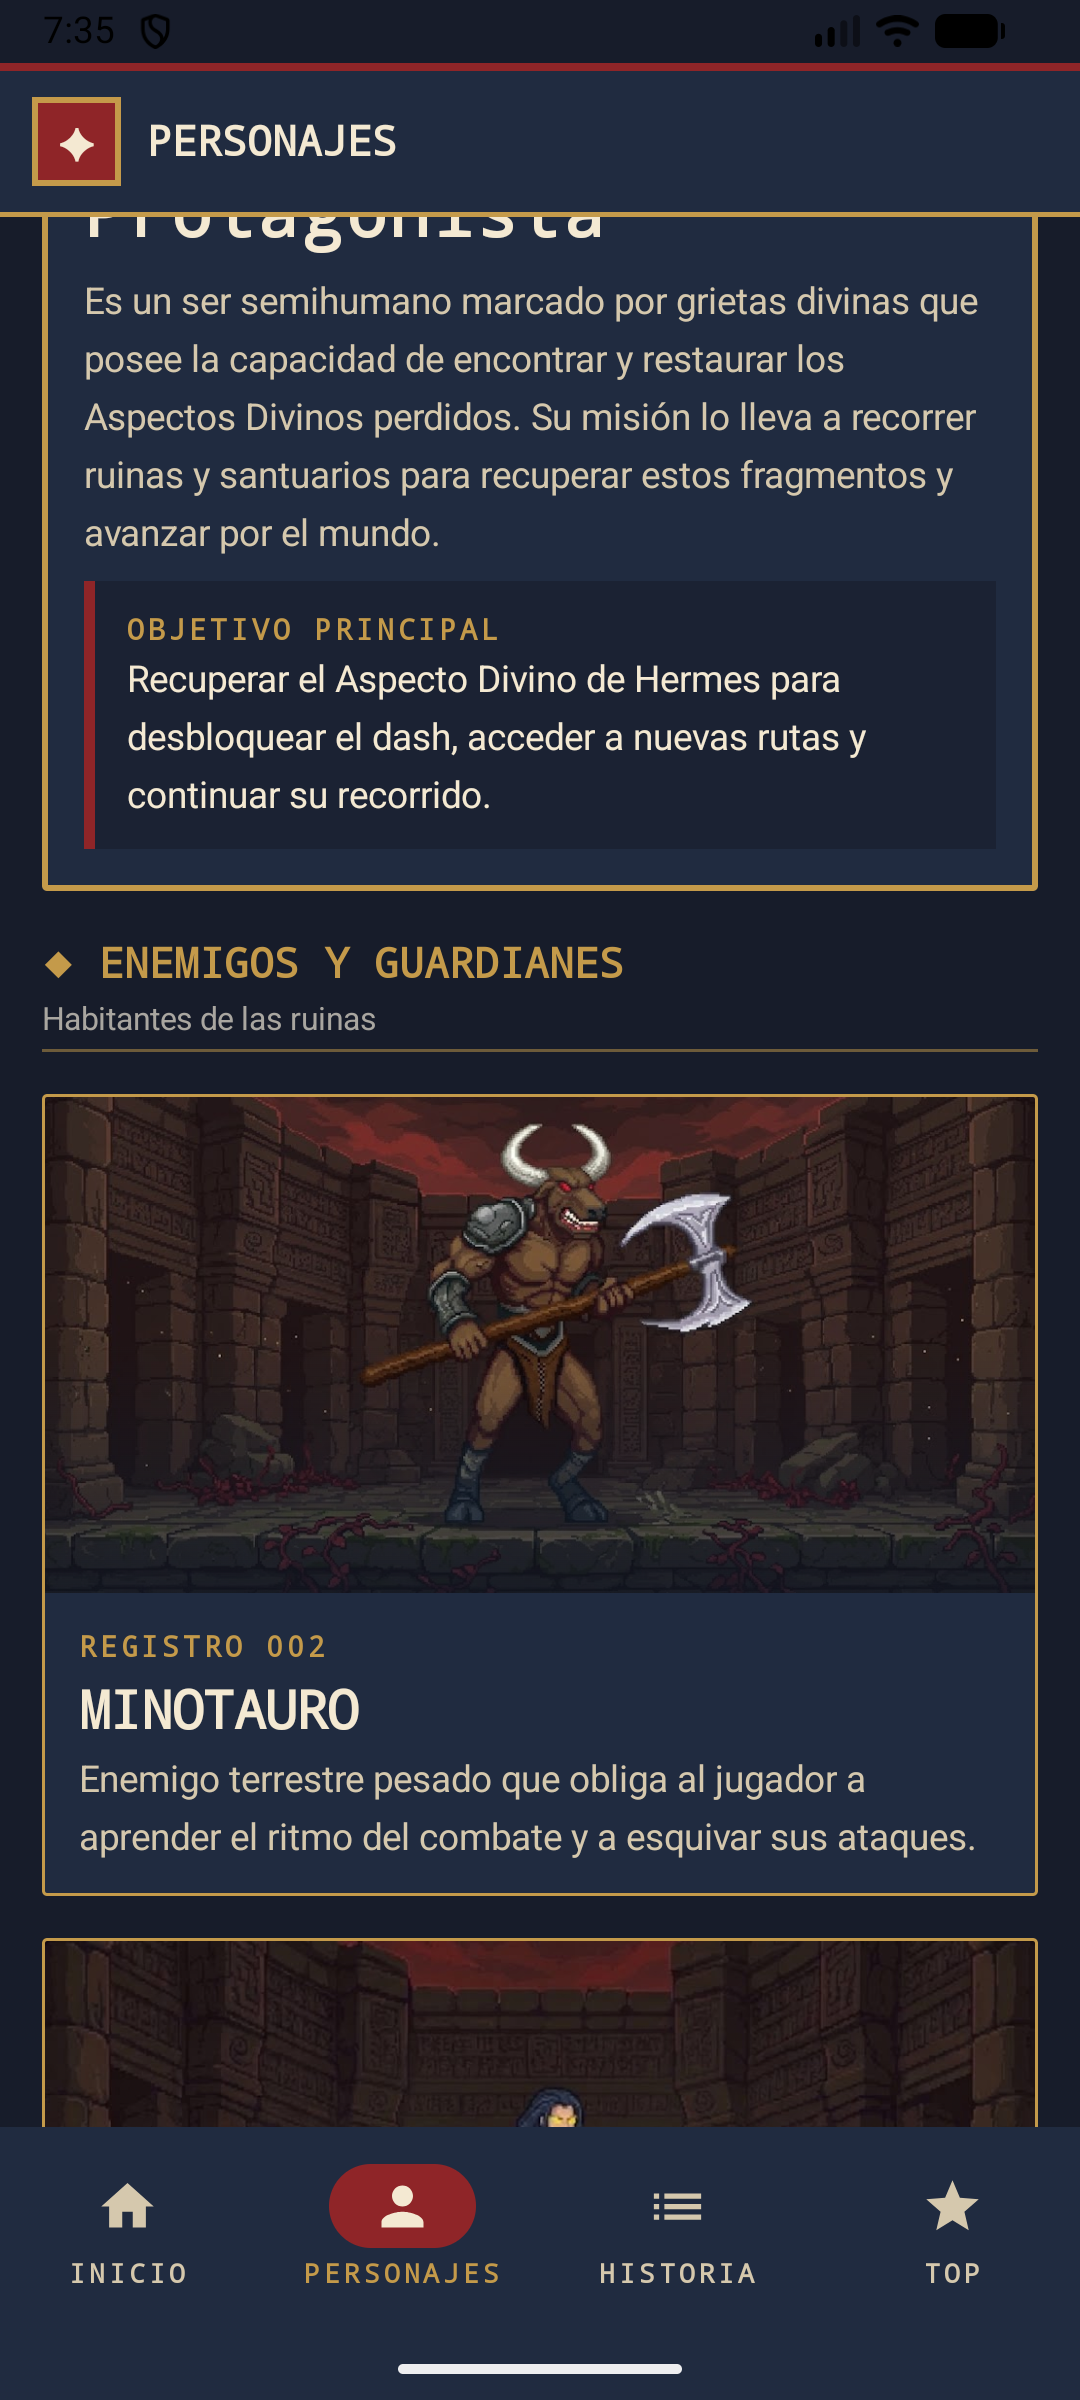 7:35
PERSONAJES
Protagonista
Es un ser semihumano marcado por grietas divinas que
posee la capacidad de encontrar y restaurar los
Aspectos Divinos perdidos. Su misión lo lleva a recorrer
ruinas y santuarios para recuperar estos fragmentos y
avanzar por el mundo.
OBJETIVO PRINCIPAL
Recuperar el Aspecto Divino de Hermes para
desbloquear el dash, acceder a nuevas rutas y
continuar su recorrido.
ENEMIGOS Y GUARDIANES
Habitantes de las ruinas
REGISTRO 002
MINOTAURO
Enemigo terrestre pesado que obliga al jugador a
aprender el ritmo del combate y a esquivar sus ataques.
INICIO
PERSONAJES
HISTORIA
TOP